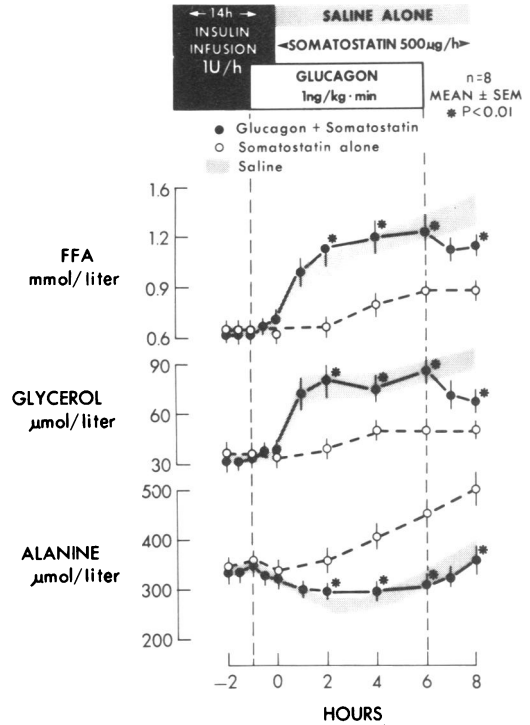 14h
SALINE ALONE
INSULIN
INFUSION
1U/h
SOMATOSTATIN 500μg/h
GLUCAGON
1ng/kg·min
n=8
MEAN ± SEM
* P<0.01
● Glucagon + Somatostatin
○ Somatostatin alone
Saline
FFA
mmol/liter
1.6
1.2
0.9
0.6
GLYCEROL
μmol/liter
90
60
30
ALANINE
μmol/liter
500
400
300
200
-2 0 2 4 6 8
HOURS